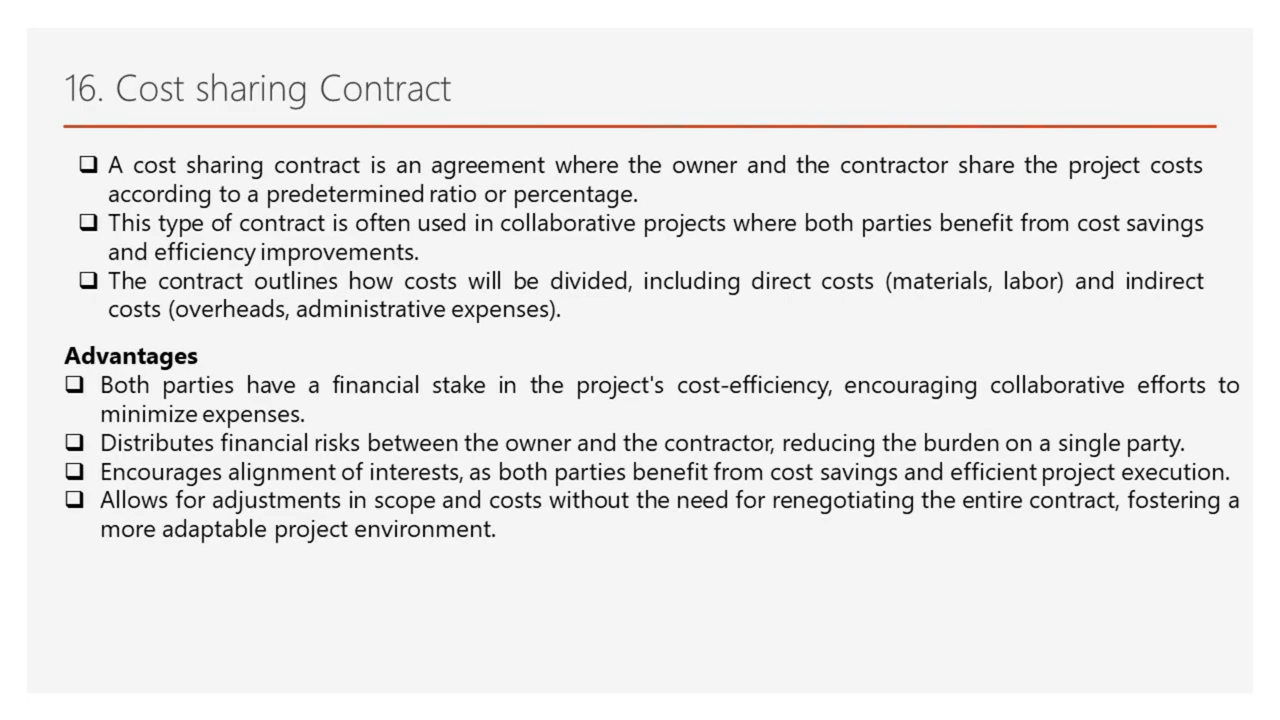 16. Cost sharing Contract
❑ A cost sharing contract is an agreement where the owner and the contractor share the project costs
according to a predetermined ratio or percentage.
❑ This type of contract is often used in collaborative projects where both parties benefit from cost savings
and efficiency improvements.
❑ The contract outlines how costs will be divided, including direct costs (materials, labor) and indirect
costs (overheads, administrative expenses).
Advantages
❑ Both parties have a financial stake in the project's cost-efficiency, encouraging collaborative efforts to
minimize expenses.
❑ Distributes financial risks between the owner and the contractor, reducing the burden on a single party.
❑ Encourages alignment of interests, as both parties benefit from cost savings and efficient project execution.
❑ Allows for adjustments in scope and costs without the need for renegotiating the entire contract, fostering a
more adaptable project environment.